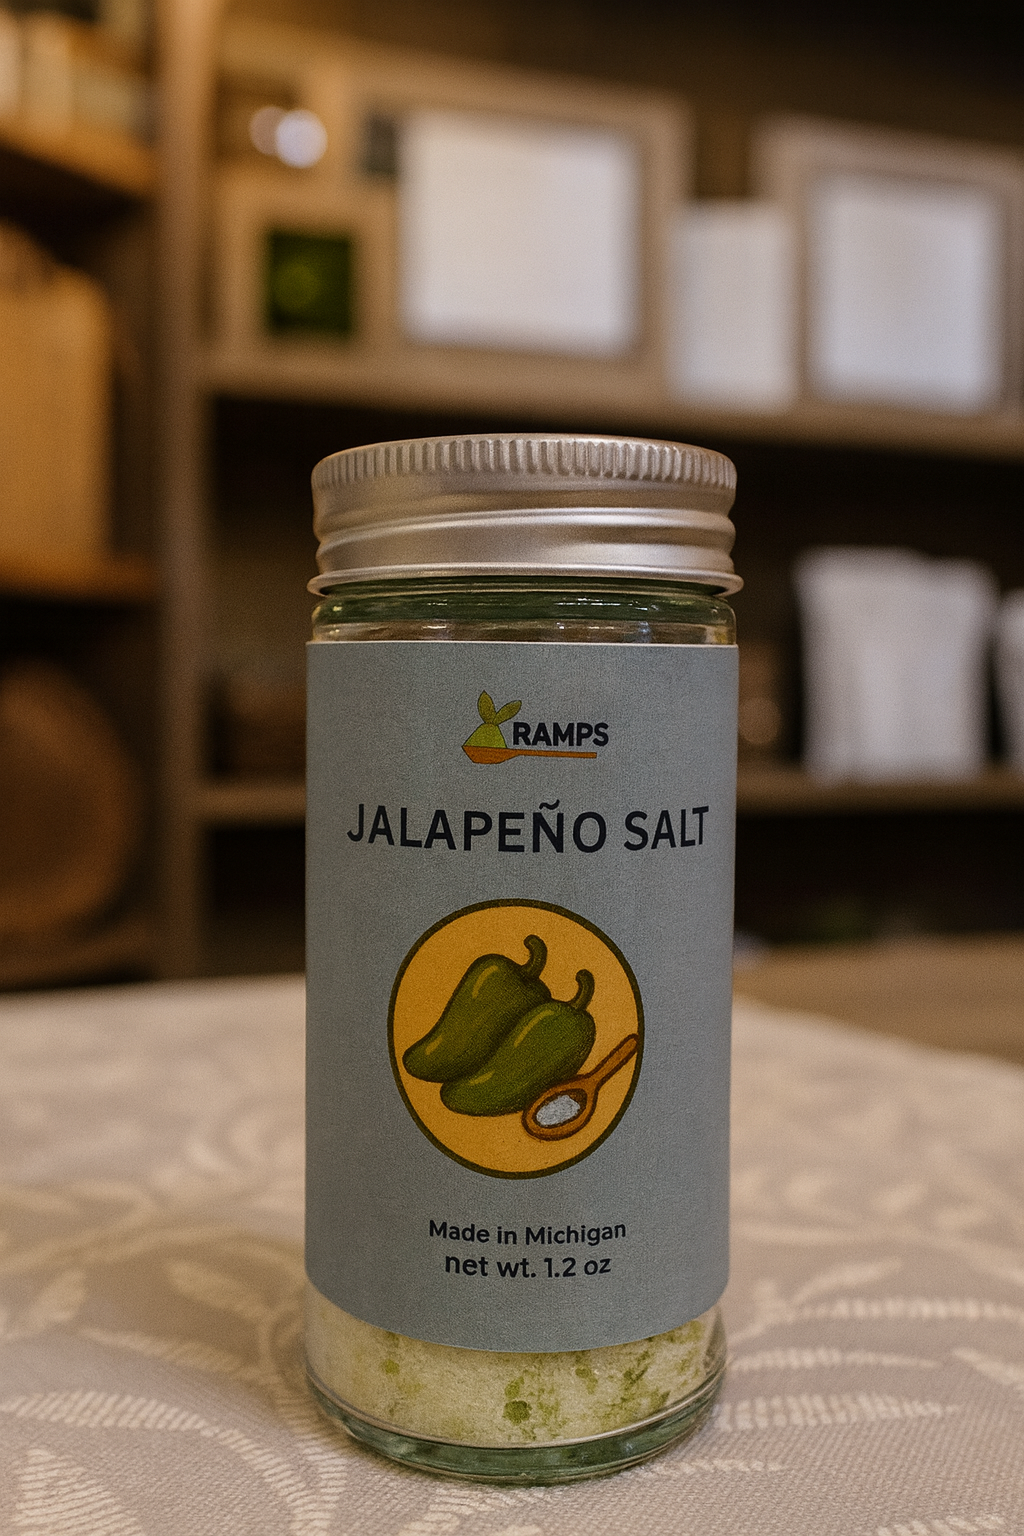 RAMPS
JALAPEÑO SALT
Made in Michigan
net wt. 1.2 oz